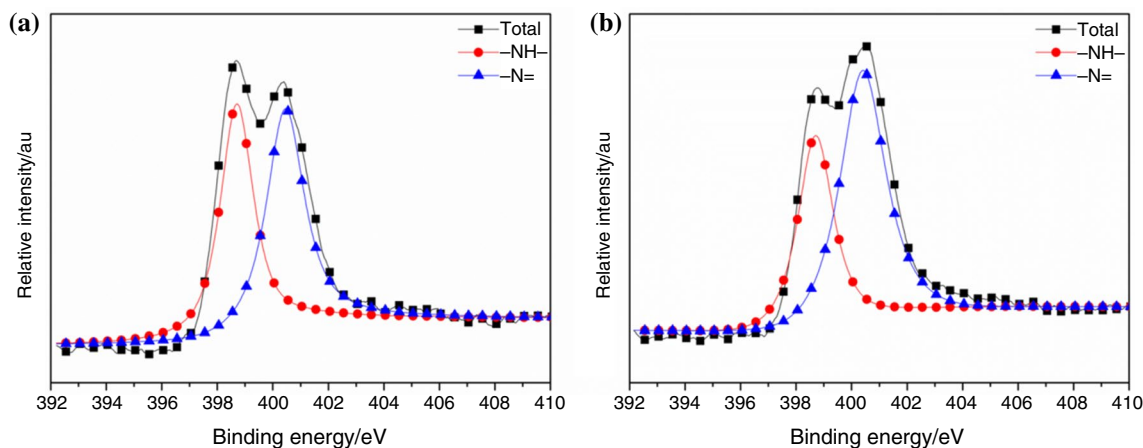 (a)
Total
–NH–
–N=
Relative intensity/au
392 394 396 398 400 402 404 406 408 410
Binding energy/eV
(b)
Total
–NH–
–N=
Relative intensity/au
392 394 396 398 400 402 404 406 408 410
Binding energy/eV